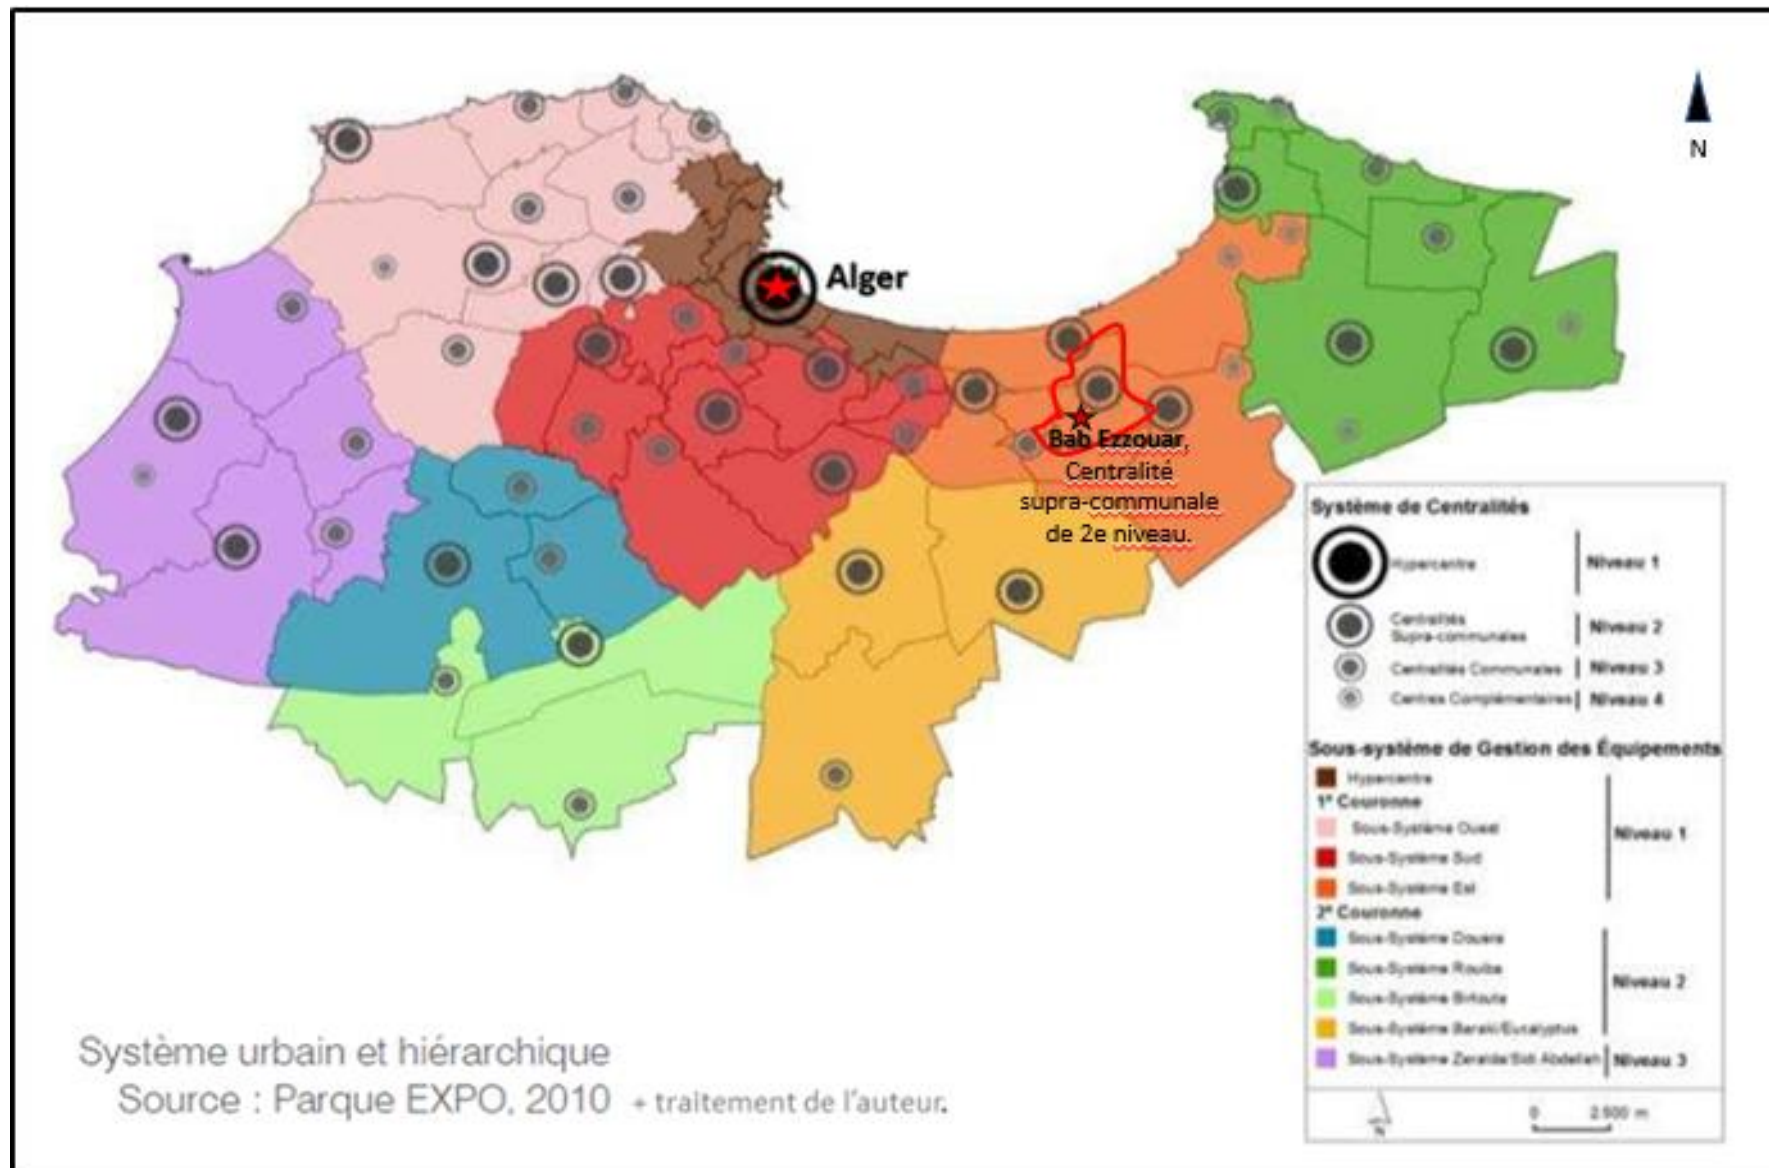 N
Alger
Bab Ezzouar,
Centralité
supra-communale
de 2e niveau.
Système de Centralités
Hypercentre
Niveau 1
Centralités
Supra-communales
Niveau 2
Centralités Communales
Niveau 3
Centres Complémentaires
Niveau 4
Sous-système de Gestion des Équipements
Hypercentre
1ª Couronne
Sous-Système Ouest
Sous-Système Sud
Sous-Système Est
Niveau 1
2ª Couronne
Sous-Système Douera
Sous-Système Rouiba
Sous-Système Birtouta
Sous-Système Baraki/Eucalyptus
Niveau 2
Sous-Système Zeralda/Sidi Abdellah
Niveau 3
N
0 2.500 m
Système urbain et hiérarchique
Source : Parque EXPO, 2010 + traitement de l'auteur.